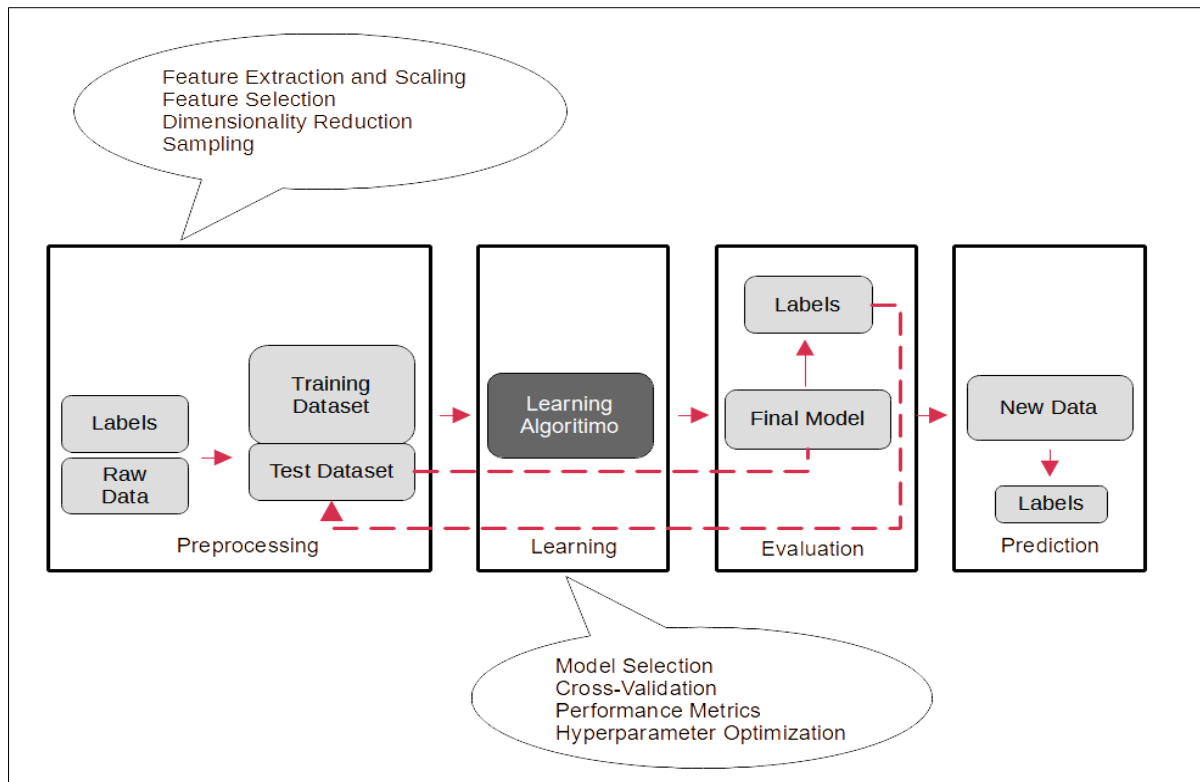 Feature Extraction and Scaling
Feature Selection
Dimensionality Reduction
Sampling
Labels
Raw
Data
Training
Dataset
Test Dataset
Preprocessing
Learning
Algoritimo
Learning
Labels
Final Model
Evaluation
New Data
Labels
Prediction
Model Selection
Cross-Validation
Performance Metrics
Hyperparameter Optimization